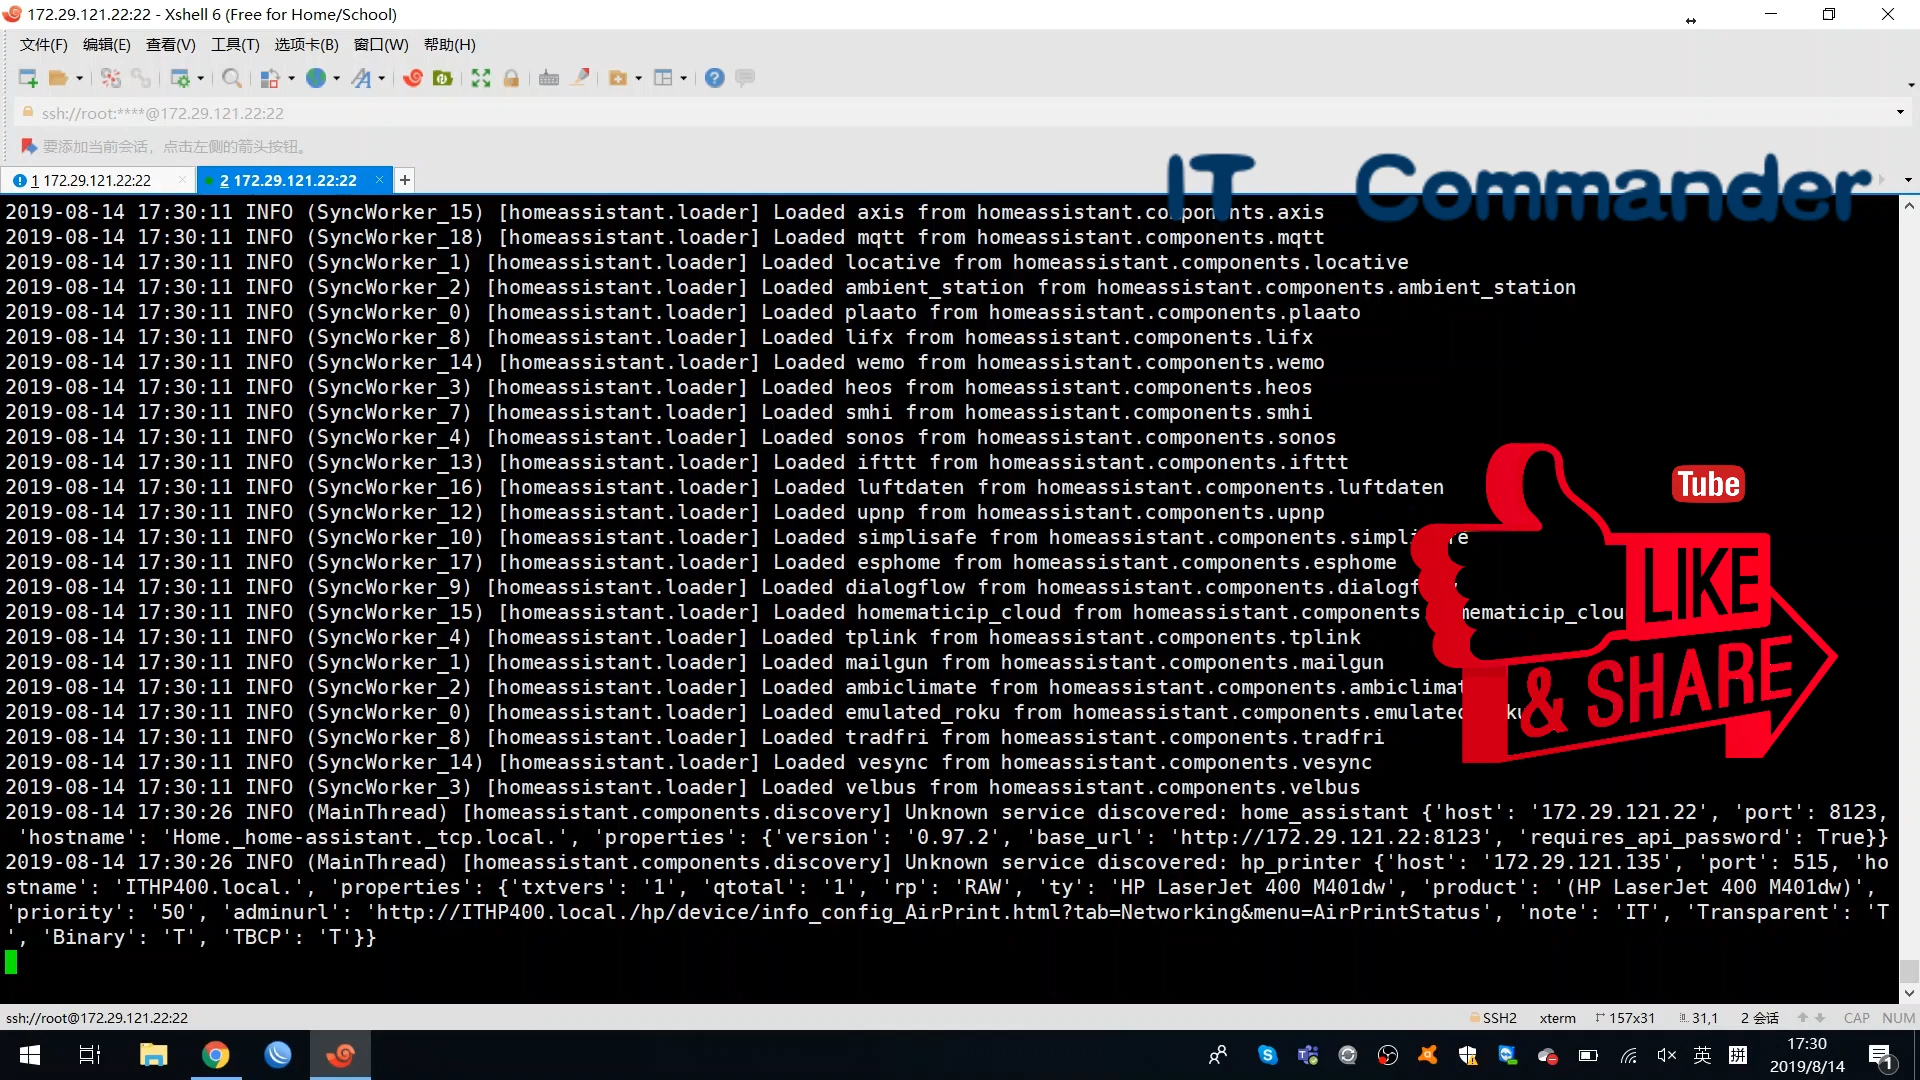 172.29.121.22:22 - Xshell 6 (Free for Home/School)
文件(F) 编辑(E) 查看(V) 工具(T) 选项卡(B) 窗口(W) 帮助(H)
ssh://root:****@172.29.121.22:22
要添加当前会话，点击左侧的箭头按钮。
1 172.29.121.22:22
2 172.29.121.22:22
IT Commander
2019-08-14 17:30:11 INFO (SyncWorker_15) [homeassistant.loader] Loaded axis from homeassistant.components.axis
2019-08-14 17:30:11 INFO (SyncWorker_18) [homeassistant.loader] Loaded mqtt from homeassistant.components.mqtt
2019-08-14 17:30:11 INFO (SyncWorker_1) [homeassistant.loader] Loaded locative from homeassistant.components.locative
2019-08-14 17:30:11 INFO (SyncWorker_2) [homeassistant.loader] Loaded ambient_station from homeassistant.components.ambient_station
2019-08-14 17:30:11 INFO (SyncWorker_0) [homeassistant.loader] Loaded plaato from homeassistant.components.plaato
2019-08-14 17:30:11 INFO (SyncWorker_8) [homeassistant.loader] Loaded lifx from homeassistant.components.lifx
2019-08-14 17:30:11 INFO (SyncWorker_14) [homeassistant.loader] Loaded wemo from homeassistant.components.wemo
2019-08-14 17:30:11 INFO (SyncWorker_3) [homeassistant.loader] Loaded heos from homeassistant.components.heos
2019-08-14 17:30:11 INFO (SyncWorker_7) [homeassistant.loader] Loaded smhi from homeassistant.components.smhi
2019-08-14 17:30:11 INFO (SyncWorker_4) [homeassistant.loader] Loaded sonos from homeassistant.components.sonos
2019-08-14 17:30:11 INFO (SyncWorker_13) [homeassistant.loader] Loaded ifttt from homeassistant.components.ifttt
2019-08-14 17:30:11 INFO (SyncWorker_16) [homeassistant.loader] Loaded luftdaten from homeassistant.components.luftdaten
2019-08-14 17:30:11 INFO (SyncWorker_12) [homeassistant.loader] Loaded upnp from homeassistant.components.upnp
2019-08-14 17:30:11 INFO (SyncWorker_10) [homeassistant.loader] Loaded simplisafe from
2019-08-14 17:30:11 INFO (SyncWorker_17) [homeassistant.loader] Loaded esphome from homeassistant.components.esphome
2019-08-14 17:30:11 INFO (SyncWorker_9) [homeassistant.loader] Loaded dialogflow from
2019-08-14 17:30:11 INFO (SyncWorker_15) [homeassistant.loader] Loaded homematicip_cloud from
2019-08-14 17:30:11 INFO (SyncWorker_4) [homeassistant.loader] Loaded tplink from homeassistant.components.tplink
2019-08-14 17:30:11 INFO (SyncWorker_1) [homeassistant.loader] Loaded mailgun from homeassistant.components.mailgun
2019-08-14 17:30:11 INFO (SyncWorker_2) [homeassistant.loader] Loaded ambiclimate from
2019-08-14 17:30:11 INFO (SyncWorker_0) [homeassistant.loader] Loaded emulated_roku from
2019-08-14 17:30:11 INFO (SyncWorker_8) [homeassistant.loader] Loaded tradfri from homeassistant.components.tradfri
2019-08-14 17:30:11 INFO (SyncWorker_14) [homeassistant.loader] Loaded vesync from homeassistant.components.vesync
2019-08-14 17:30:11 INFO (SyncWorker_3) [homeassistant.loader] Loaded velbus from homeassistant.components.velbus
2019-08-14 17:30:26 INFO (MainThread) [homeassistant.components.discovery] Unknown service discovered: home_assistant {'host': '172.29.121.22', 'port': 8123,
'hostname': 'Home._home-assistant._tcp.local.', 'properties': {'version': '0.97.2', 'base_url': 'http://172.29.121.22:8123', 'requires_api_password': True}}
2019-08-14 17:30:26 INFO (MainThread) [homeassistant.components.discovery] Unknown service discovered: hp_printer {'host': '172.29.121.135', 'port': 515, 'ho
stname': 'ITHP400.local.', 'properties': {'txtvers': '1', 'qtotal': '1', 'rp': 'RAW', 'ty': 'HP LaserJet 400 M401dw', 'product': '(HP LaserJet 400 M401dw)',
'priority': '50', 'adminurl': 'http://ITHP400.local./hp/device/info_config_AirPrint.html?tab=Networking&menu=AirPrintStatus', 'note': 'IT', 'Transparent': 'T
', 'Binary': 'T', 'TBCP': 'T'}}
Tube
LIKE
& SHARE
ssh://root@172.29.121.22:22
SSH2 xterm 157x31 31,1 2 会话 CAP NUM
英 拼
17:30
2019/8/14
1